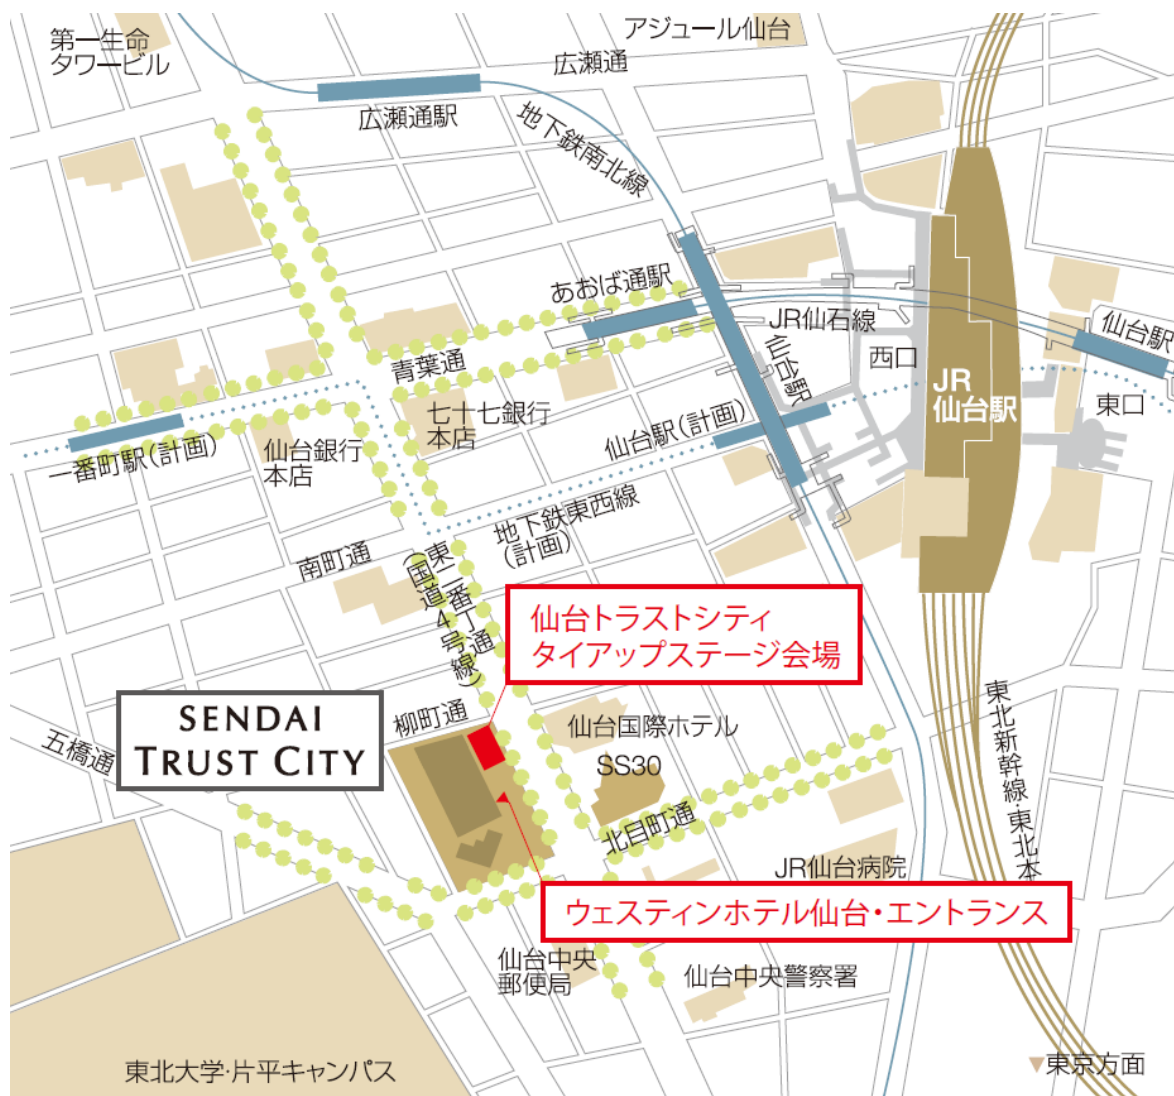 第一生命
タワービル
アジュール仙台
広瀬通
広瀬通駅
地下鉄南北線
あおば通駅
JR仙石線
仙台駅
西口
JR
仙台駅
仙台駅
東口
青葉通
七十七銀行
本店
仙台駅(計画)
一番町駅(計画)
仙台銀行
本店
地下鉄東西線
(計画)
南町通
東二番丁通
(国道4号線)
仙台トラストシティ
タイアップステージ会場
SENDAI
TRUST CITY
柳町通
五橋通
仙台国際ホテル
SS30
東北新幹線・東北本
北目町通
JR仙台病院
ウェスティンホテル仙台・エントランス
仙台中央
郵便局
仙台中央警察署
東北大学・片平キャンパス
▼東京方面